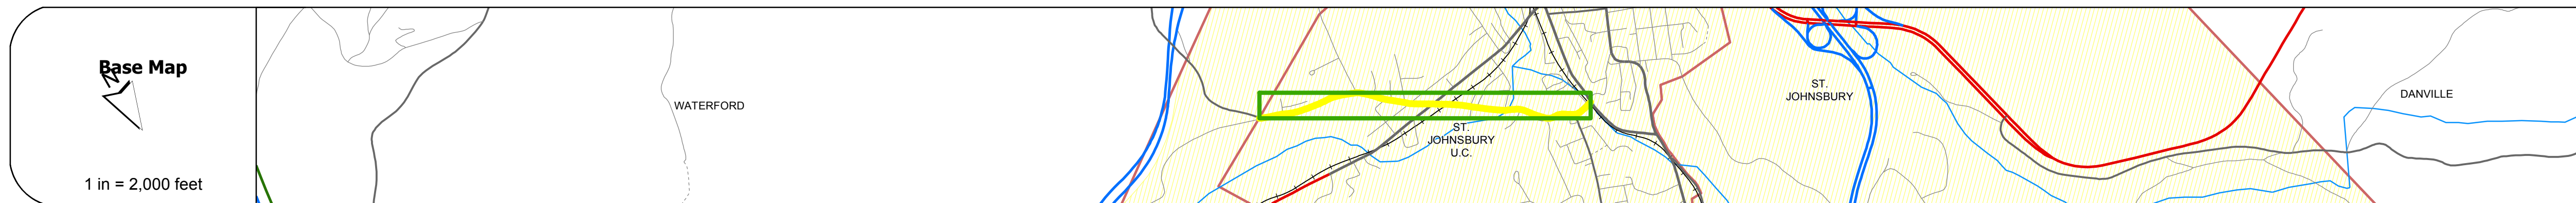 Base Map
N
1 in = 2,000 feet
WATERFORD
ST.
JOHNSBURY
U.C.
ST.
JOHNSBURY
DANVILLE